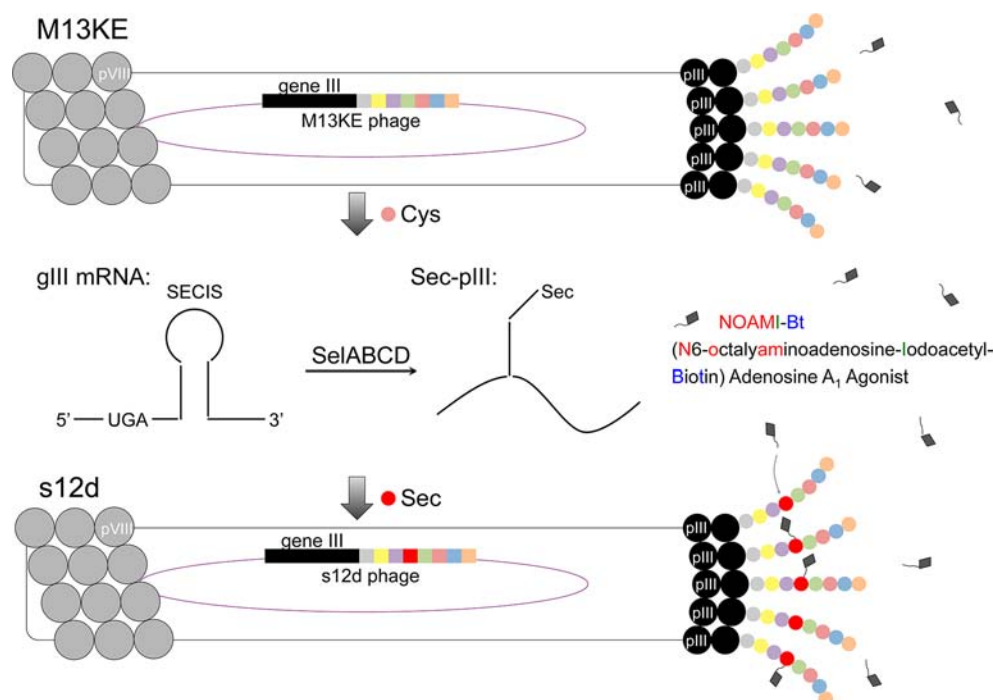 M13KE
pVIII
gene III
M13KE phage
pIII
pIII
pIII
pIII
pIII
Cys
gIII mRNA:
SECIS
5’
UGA
3’
SelABCD
Sec-pIII:
Sec
NOAMI-Bt
(N6-octalyaminoadenosine-Iodoacetyl-
Biotin) Adenosine A1 Agonist
Sec
s12d
pVIII
gene III
s12d phage
pIII
pIII
pIII
pIII
pIII